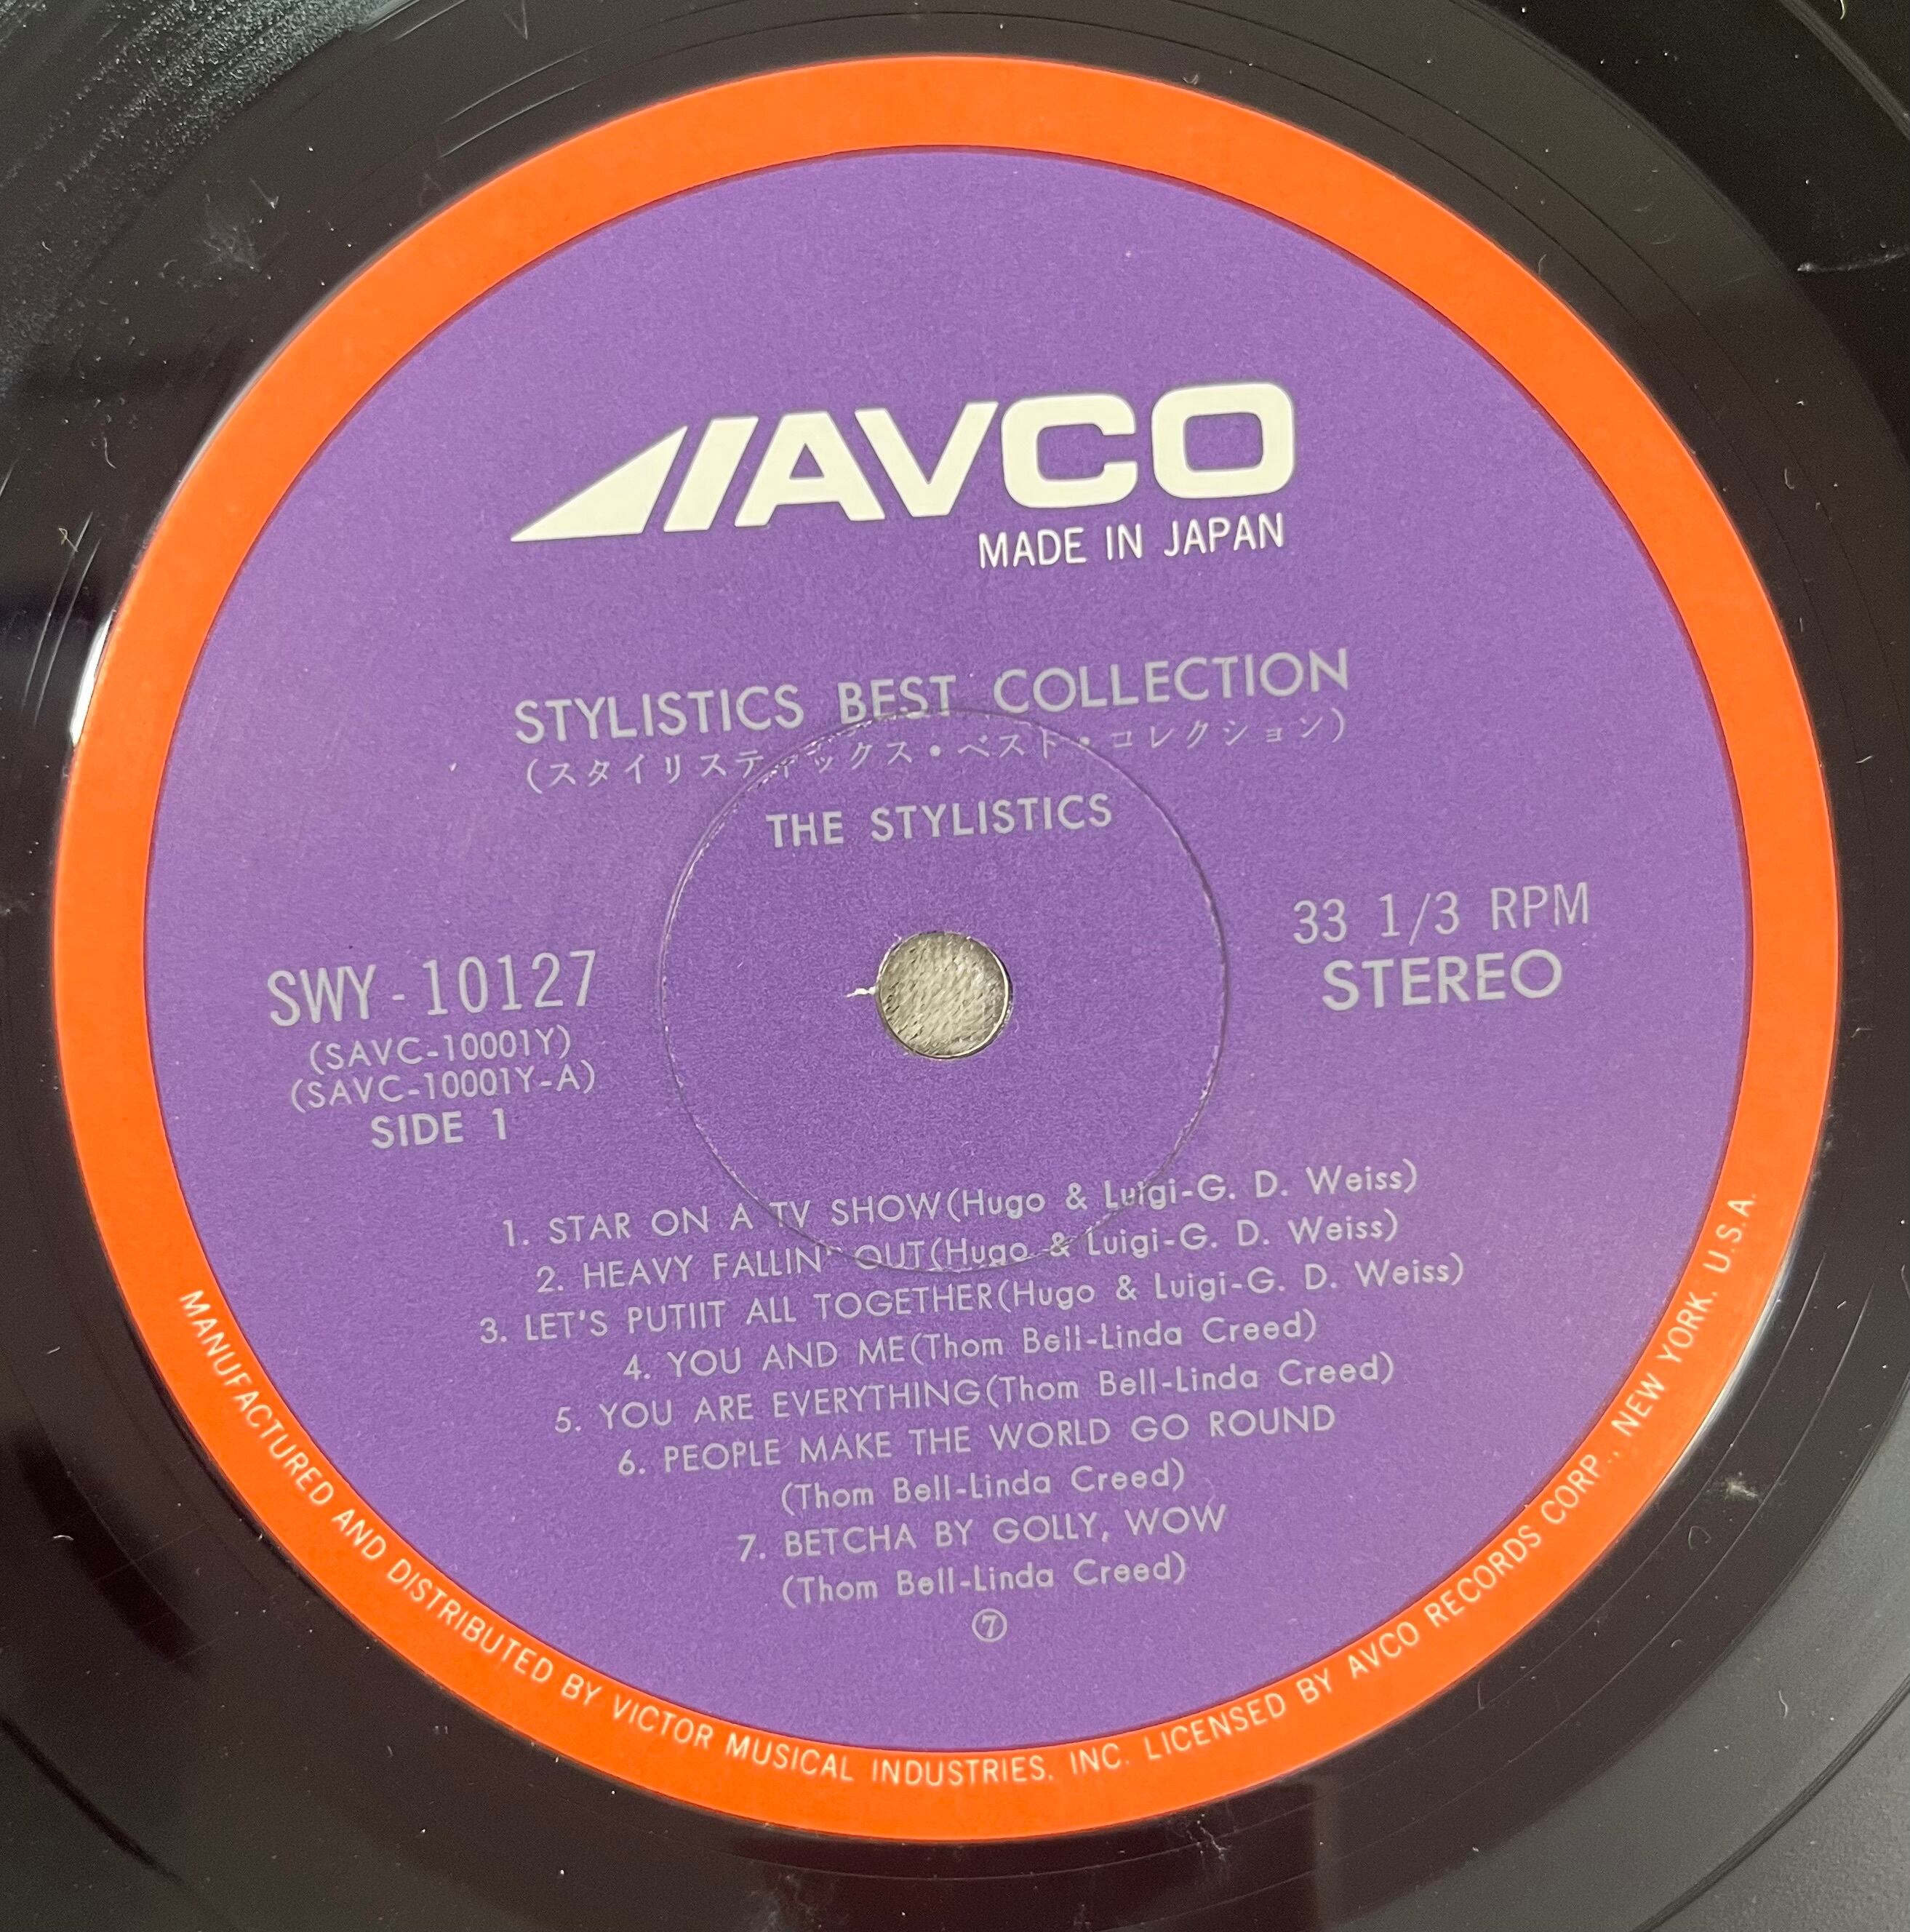 AVCO
MADE IN JAPAN
STYLISTICS BEST COLLECTION
(スタイリスティックス・ベスト・コレクション)
THE STYLISTICS
33 1/3 RPM
STEREO
SWY-10127
(SAVC-10001Y)
(SAVC-10001Y-A)
SIDE 1
1. STAR ON A TV SHOW(Hugo & Luigi-G. D. Weiss)
2. HEAVY FALLIN' OUT(Hugo & Luigi-G. D. Weiss)
3. LET'S PUTIIT ALL TOGETHER(Hugo & Luigi-G. D. Weiss)
4. YOU AND ME(Thom Bell-Linda Creed)
5. YOU ARE EVERYTHING(Thom Bell-Linda Creed)
6. PEOPLE MAKE THE WORLD GO ROUND
(Thom Bell-Linda Creed)
7. BETCHA BY GOLLY, WOW
(Thom Bell-Linda Creed)
⑦
MANUFACTURED AND DISTRIBUTED BY VICTOR MUSICAL INDUSTRIES, INC. LICENSED BY AVCO RECORDS CORP., NEW YORK, U.S.A.